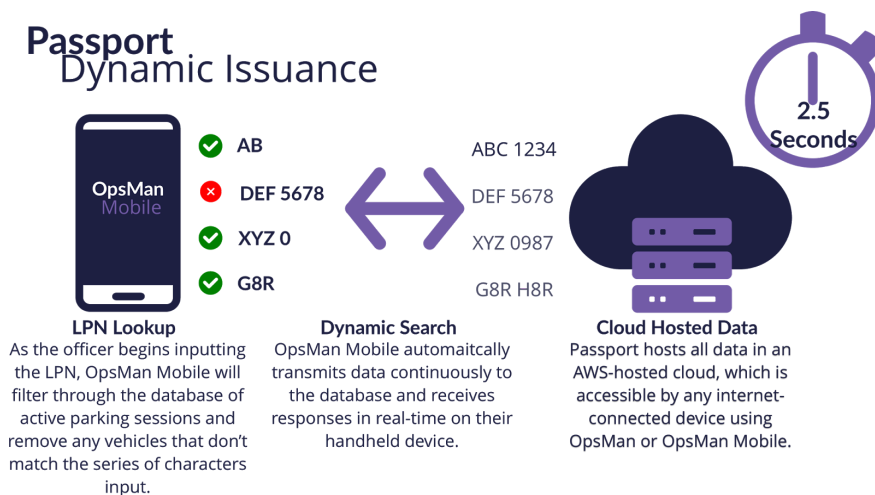 Passport
Dynamic Issuance
2.5
Seconds
OpsMan
Mobile
AB
DEF 5678
XYZ 0
G8R
ABC 1234
DEF 5678
XYZ 0987
G8R H8R
LPN Lookup
As the officer begins inputting
the LPN, OpsMan Mobile will
filter through the database of
active parking sessions and
remove any vehicles that don't
match the series of characters
input.
Dynamic Search
OpsMan Mobile automaitcally
transmits data continuously to
the database and receives
responses in real-time on their
handheld device.
Cloud Hosted Data
Passport hosts all data in an
AWS-hosted cloud, which is
accessible by any internet-
connected device using
OpsMan or OpsMan Mobile.